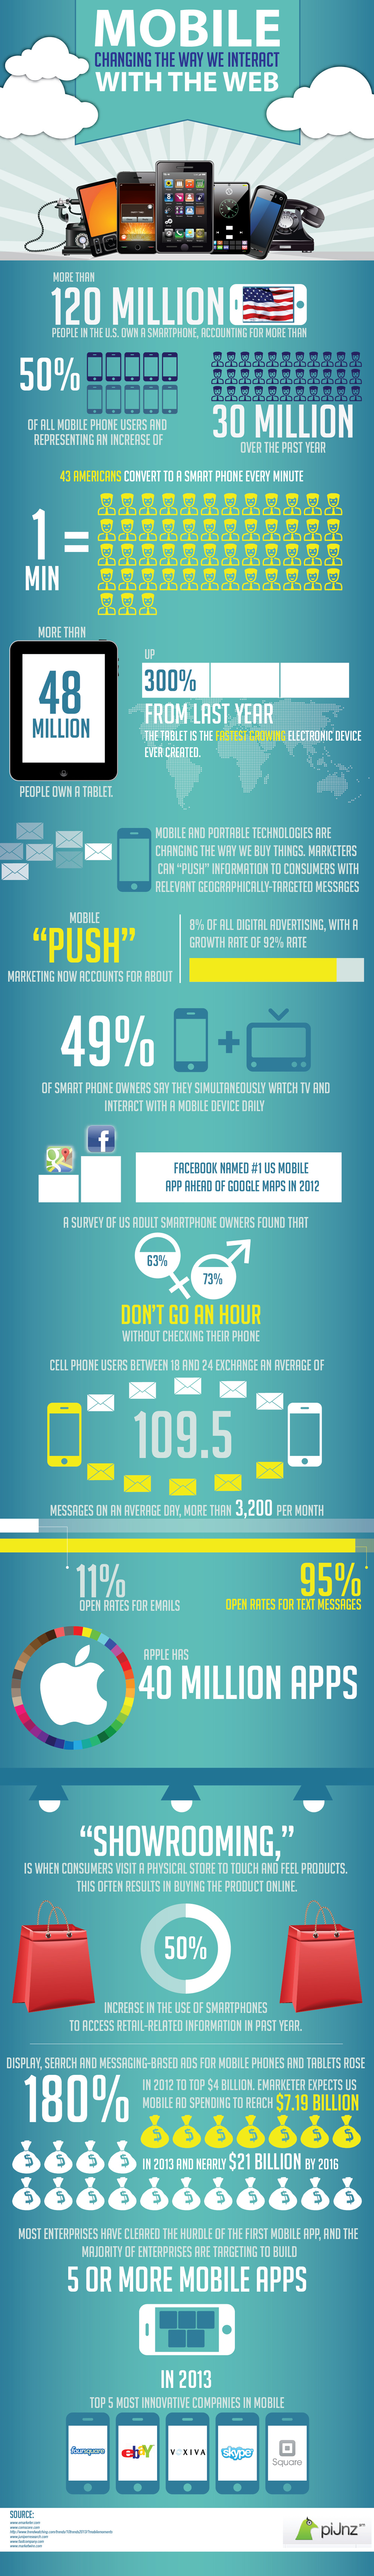 MOBILE
CHANGING THE WAY WE INTERACT
WITH THE WEB
MORE THAN
120 MILLION
PEOPLE IN THE U.S. OWN A SMARTPHONE, ACCOUNTING FOR MORE THAN
50%
OF ALL MOBILE PHONE USERS AND
REPRESENTING AN INCREASE OF
30 MILLION
OVER THE PAST YEAR
43 AMERICANS CONVERT TO A SMART PHONE EVERY MINUTE
1 =
MIN
MORE THAN
48
MILLION
PEOPLE OWN A TABLET.
UP
300%
FROM LAST YEAR
THE TABLET IS THE FASTEST GROWING ELECTRONIC DEVICE
EVER CREATED.
MOBILE AND PORTABLE TECHNOLOGIES ARE
CHANGING THE WAY WE BUY THINGS. MARKETERS
CAN "PUSH" INFORMATION TO CONSUMERS WITH
RELEVANT GEOGRAPHICALLY-TARGETED MESSAGES
MOBILE
"PUSH"
MARKETING NOW ACCOUNTS FOR ABOUT
8% OF ALL DIGITAL ADVERTISING, WITH A
GROWTH RATE OF 92% RATE
49%
+
OF SMART PHONE OWNERS SAY THEY SIMULTANEOUSLY WATCH TV AND
INTERACT WITH A MOBILE DEVICE DAILY
FACEBOOK NAMED #1 US MOBILE
APP AHEAD OF GOOGLE MAPS IN 2012
A SURVEY OF US ADULT SMARTPHONE OWNERS FOUND THAT
63%
73%
DON'T GO AN HOUR
WITHOUT CHECKING THEIR PHONE
CELL PHONE USERS BETWEEN 18 AND 24 EXCHANGE AN AVERAGE OF
109.5
MESSAGES ON AN AVERAGE DAY, MORE THAN 3,200 PER MONTH
11%
OPEN RATES FOR EMAILS
95%
OPEN RATES FOR TEXT MESSAGES
APPLE HAS
40 MILLION APPS
"SHOWROOMING,"
IS WHEN CONSUMERS VISIT A PHYSICAL STORE TO TOUCH AND FEEL PRODUCTS.
THIS OFTEN RESULTS IN BUYING THE PRODUCT ONLINE.
50%
INCREASE IN THE USE OF SMARTPHONES
TO ACCESS RETAIL-RELATED INFORMATION IN PAST YEAR.
DISPLAY, SEARCH AND MESSAGING-BASED ADS FOR MOBILE PHONES AND TABLETS ROSE
180%
IN 2012 TO TOP $4 BILLION. EMARKETER EXPECTS US
MOBILE AD SPENDING TO REACH $7.19 BILLION
IN 2013 AND NEARLY $21 BILLION BY 2016
MOST ENTERPRISES HAVE CLEARED THE HURDLE OF THE FIRST MOBILE APP, AND THE
MAJORITY OF ENTERPRISES ARE TARGETING TO BUILD
5 OR MORE MOBILE APPS
IN 2013
TOP 5 MOST INNOVATIVE COMPANIES IN MOBILE
foursquare
ebay
VOXIVA
skype
Square
SOURCE:
www.emarketer.com
www.comscore.com
piJnz